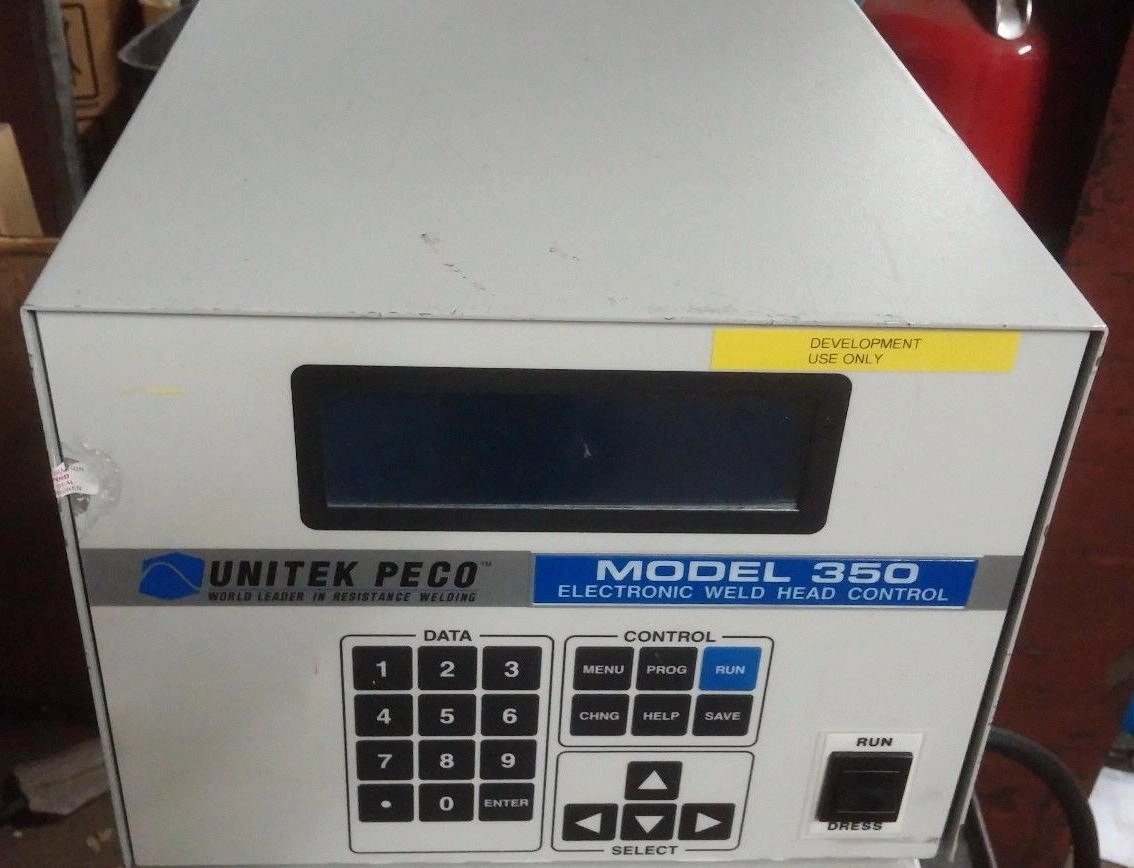 DEVELOPMENT
USE ONLY
UNITEK PECO™
WORLD LEADER IN RESISTANCE WELDING
MODEL 350
ELECTRONIC WELD HEAD CONTROL
DATA
1 2 3
4 5 6
7 8 9
• 0 ENTER
CONTROL
MENU PROG RUN
CHNG HELP SAVE
SELECT
RUN
DRESS